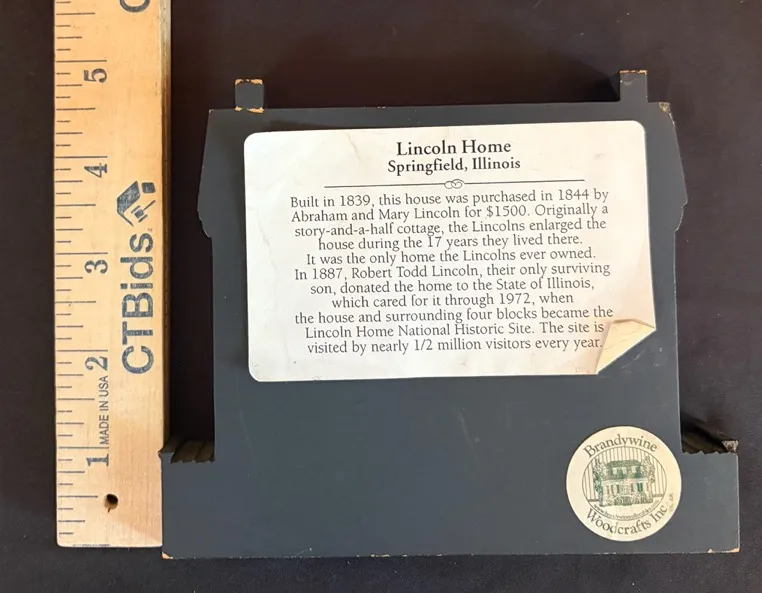 5
4
3
2
1
CTBids
MADE IN USA
Lincoln Home
Springfield, Illinois
Built in 1839, this house was purchased in 1844 by
Abraham and Mary Lincoln for $1500. Originally a
story-and-a-half cottage, the Lincolns enlarged the
house during the 17 years they lived there.
It was the only home the Lincolns ever owned.
In 1887, Robert Todd Lincoln, their only surviving
son, donated the home to the State of Illinois,
which cared for it through 1972, when
the house and surrounding four blocks became the
Lincoln Home National Historic Site. The site is
visited by nearly 1/2 million visitors every year.
Brandywine
Woodcrafts Inc.